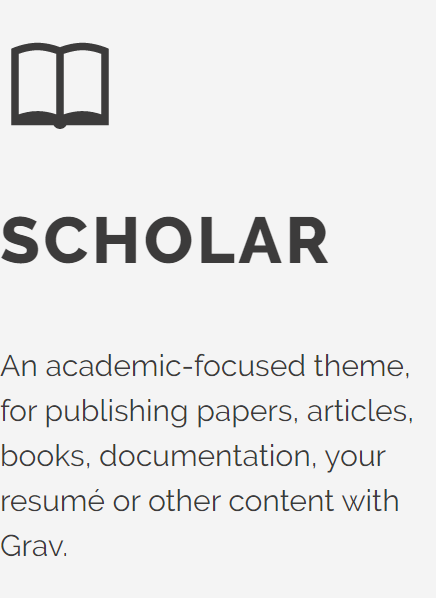 SCHOLAR
An academic-focused theme,
for publishing papers, articles,
books, documentation, your
resumé or other content with
Grav.